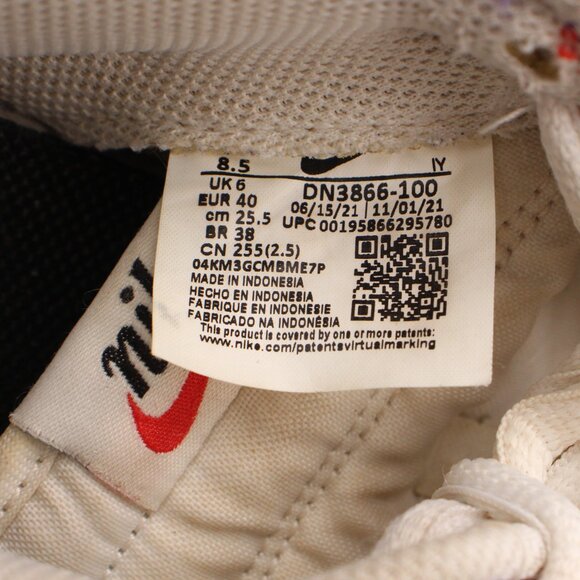 8.5 IY
UK 6 DN3866-100
EUR 40 06/15/21 | 11/01/21
cm 25.5 UPC 00195866295780
BR 38
CN 255(2.5)
04KM3GCMBME7P
MADE IN INDONESIA
HECHO EN INDONESIA
FABRIQUE EN INDONESIE
FABRICADO NA INDONÉSIA
This product is covered by one or more patents:
www.nike.com/patentsvirtualmarking
Nik